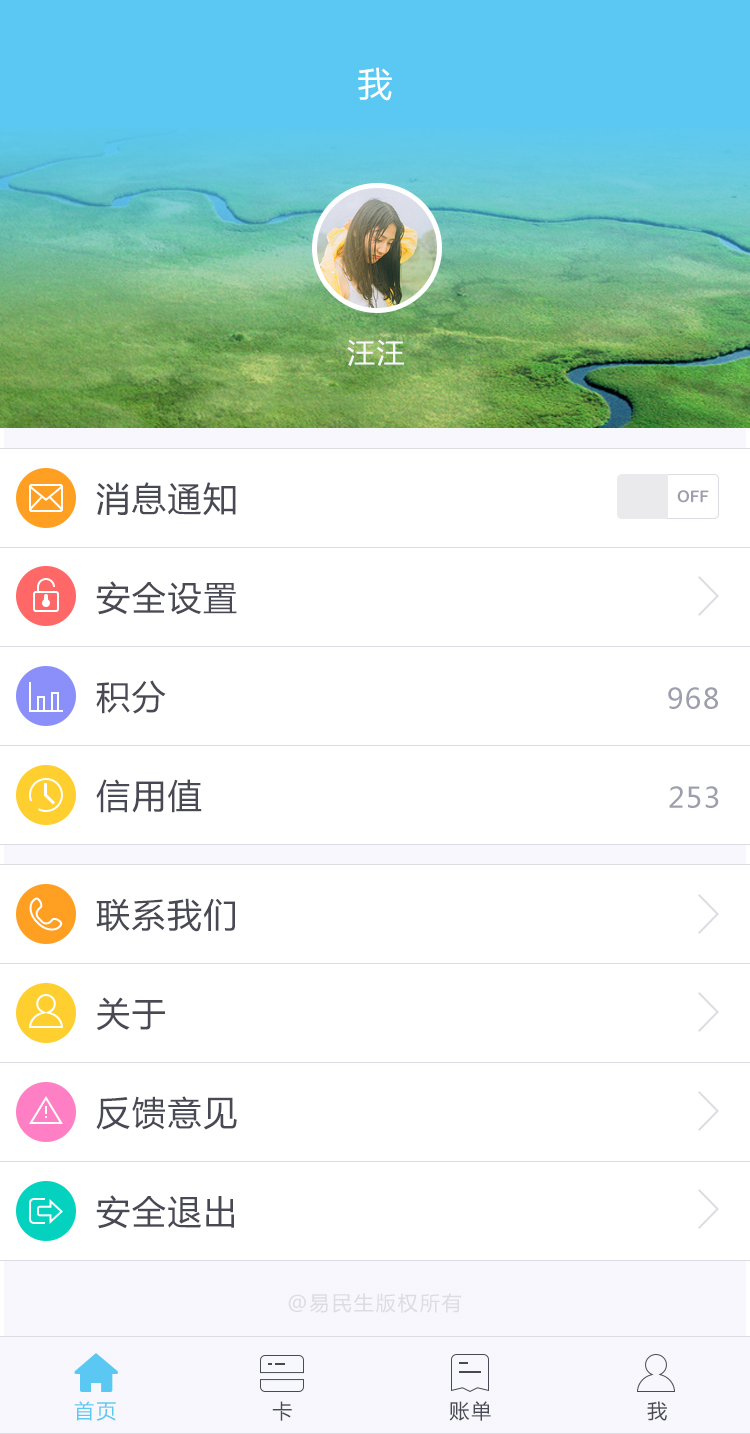 我
汪汪
消息通知
OFF
安全设置
积分
968
信用值
253
联系我们
关于
反馈意见
安全退出
@易民生版权所有
首页
卡
账单
我